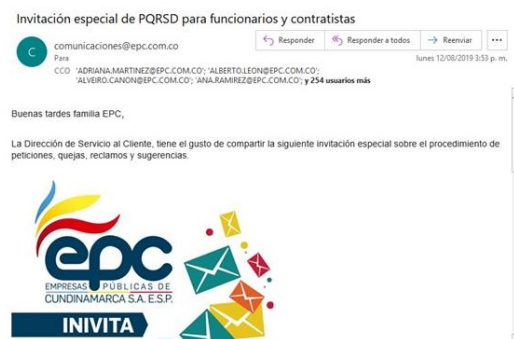 Invitación especial de PQRSD para funcionarios y contratistas
C
comunicaciones@epc.com.co
Responder
Responder a todos
Reenviar
...
Para
lunes 12/08/2019 3:53 p. m.
CCO 'ADRIANA.MARTINEZ@EPC.COM.CO'; 'ALBERTO.LEON@EPC.COM.CO';
'ALVEIRO.CANON@EPC.COM.CO'; 'ANA.RAMIREZ@EPC.COM.CO'; y 254 usuarios más
Buenas tardes familia EPC,
La Dirección de Servicio al Cliente, tiene el gusto de compartir la siguiente invitación especial sobre el procedimiento de
peticiones, quejas, reclamos y sugerencias.
epc
EMPRESAS PÚBLICAS DE
CUNDINAMARCA S.A. E.S.P.
INIVITA